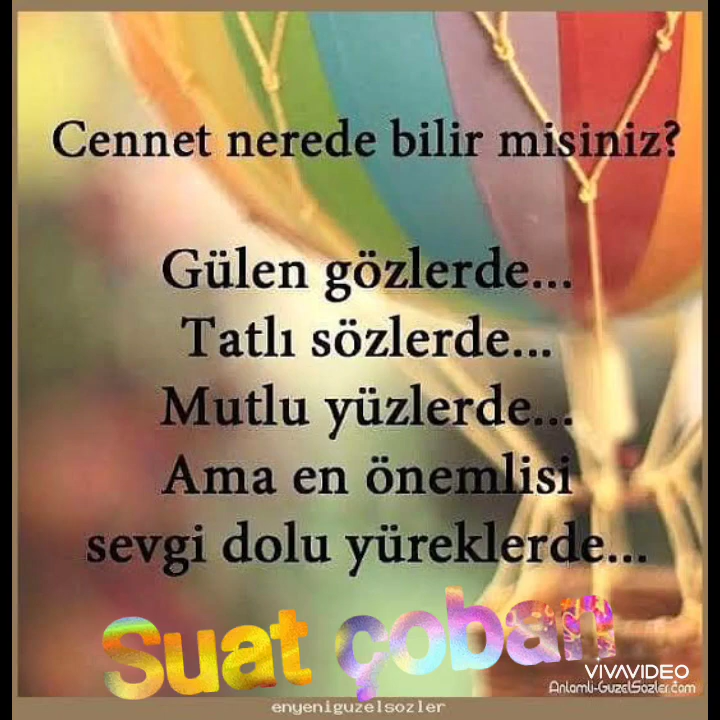 Cennet nerede bilir misiniz?
Gülen gözlerde...
Tatlı sözlerde...
Mutlu yüzlerde...
Ama en önemlisi
sevgi dolu yüreklerde...
Suat çoban
VIVAVIDEO
Anlamli-GuzelSozler.com
enyeniguzelsozler